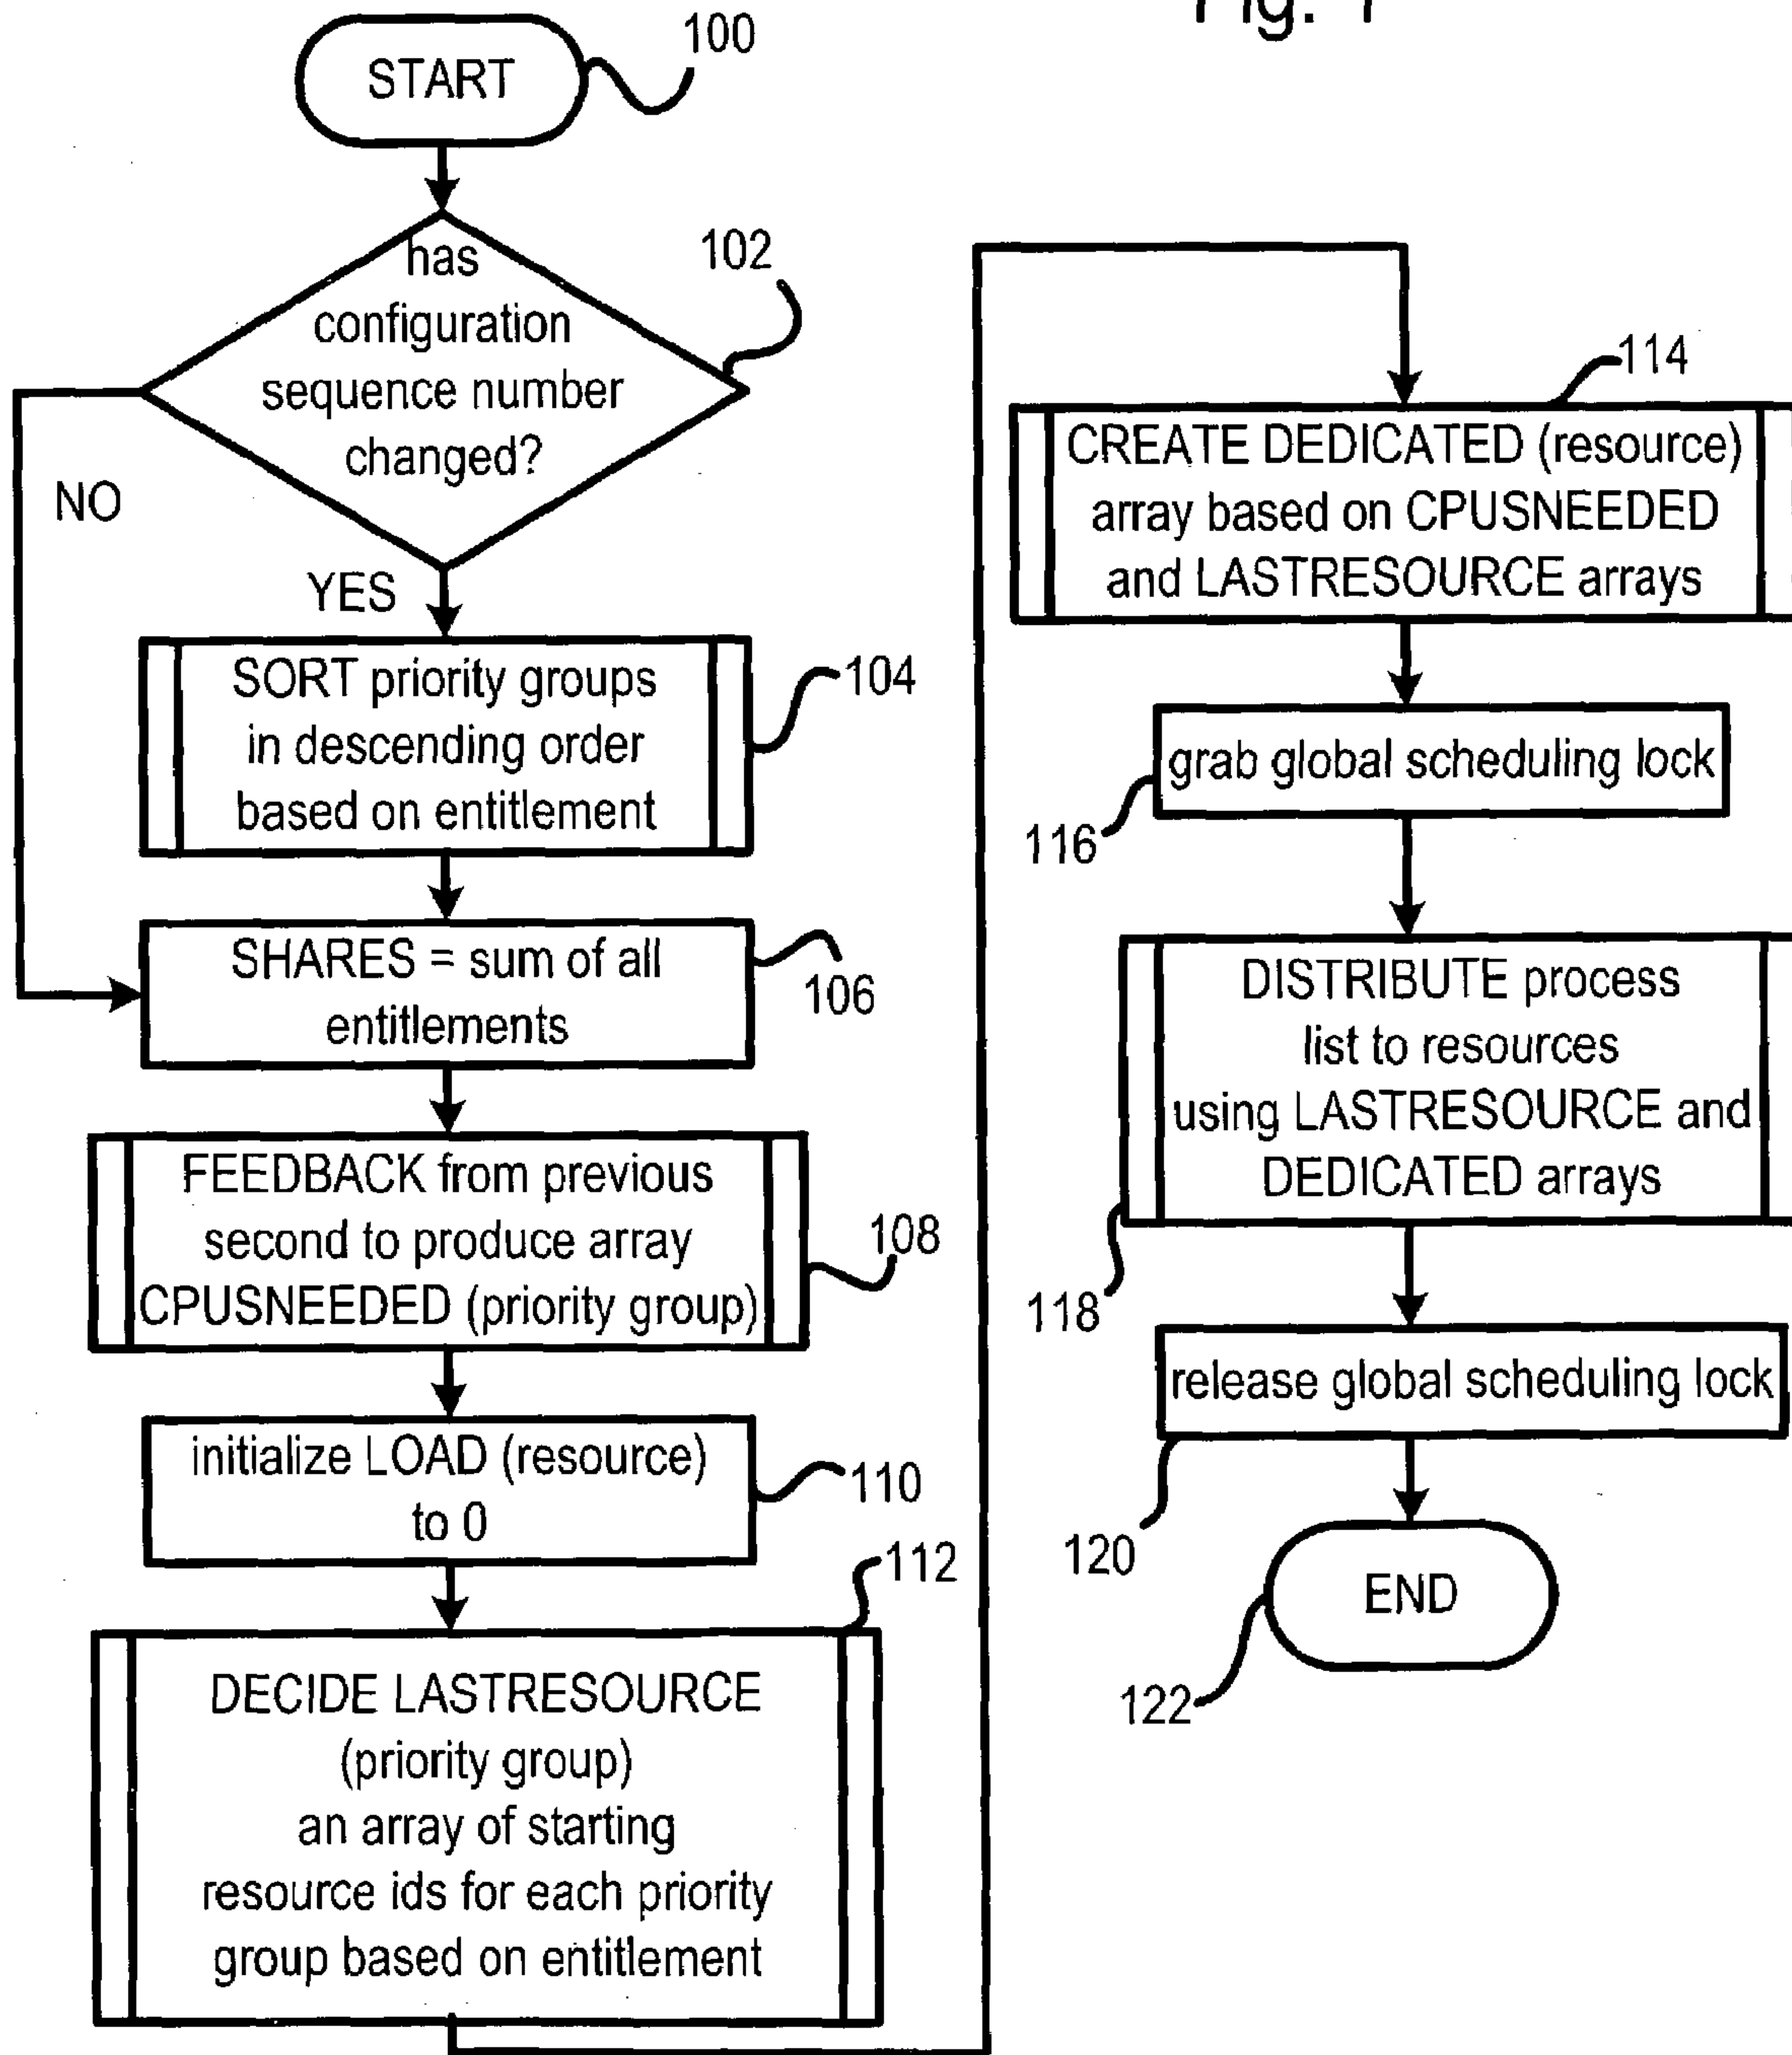 START
100
has
configuration
sequence number
changed?
102
NO
YES
SORT priority groups
in descending order
based on entitlement
104
SHARES = sum of all
entitlements
106
FEEDBACK from previous
second to produce array
CPUSNEEDED (priority group)
108
initialize LOAD (resource)
to 0
110
112
DECIDE LASTRESOURCE
(priority group)
an array of starting
resource ids for each priority
group based on entitlement
114
CREATE DEDICATED (resource)
array based on CPUSNEEDED
and LASTRESOURCE arrays
grab global scheduling lock
116
DISTRIBUTE process
list to resources
using LASTRESOURCE and
DEDICATED arrays
118
release global scheduling lock
120
END
122